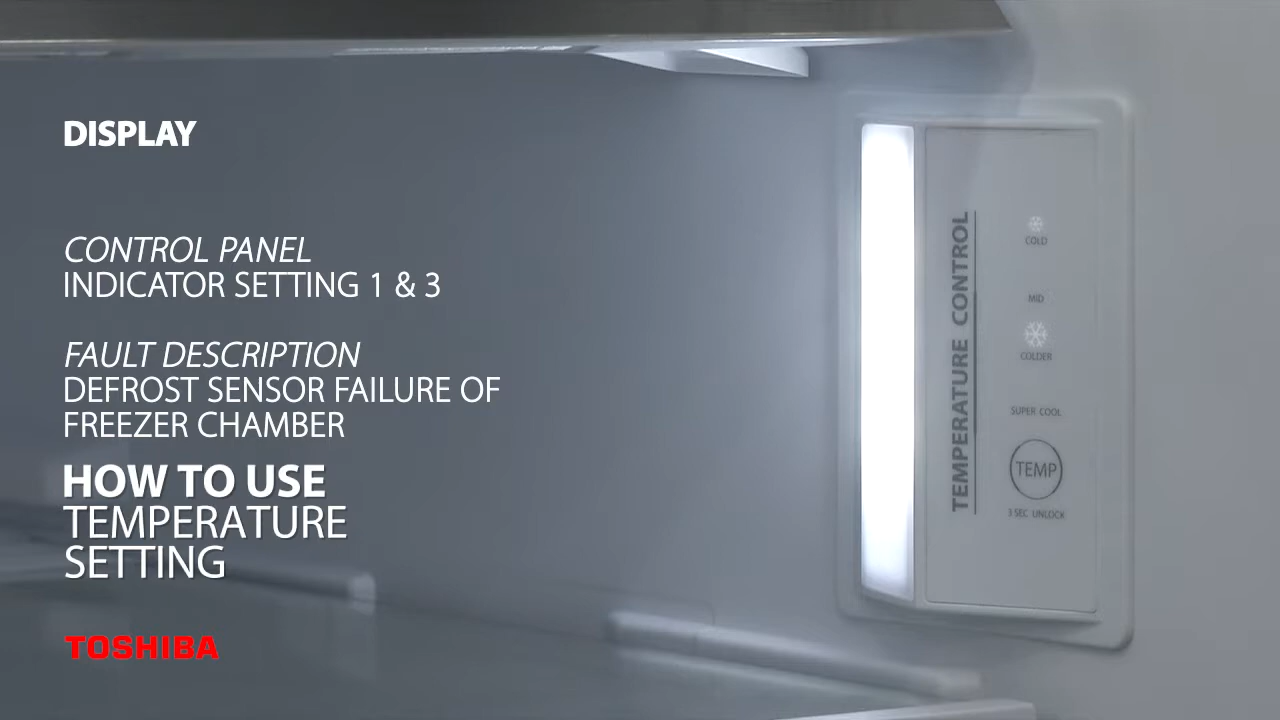 DISPLAY
CONTROL PANEL
INDICATOR SETTING 1 & 3
FAULT DESCRIPTION
DEFROST SENSOR FAILURE OF
FREEZER CHAMBER
HOW TO USE
TEMPERATURE
SETTING
TOSHIBA
TEMPERATURE CONTROL
COLD
MID
COLDER
SUPER COOL
TEMP
3 SEC UNLOCK